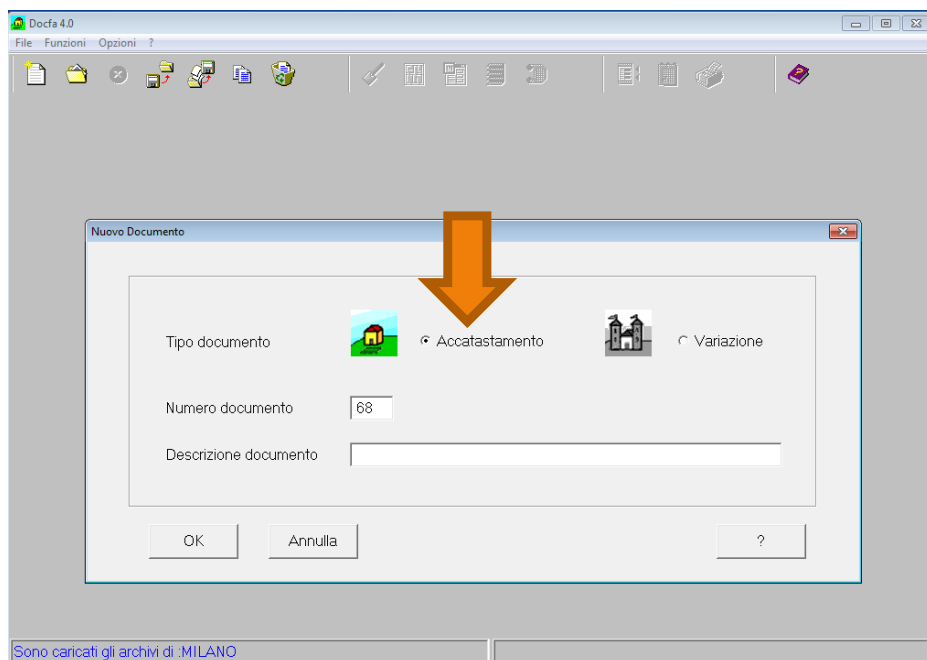 Docfa 4.0
File Funzioni Opzioni ?
Nuovo Documento
Tipo documento Accatastamento Variazione
Numero documento 68
Descrizione documento
OK Annulla ?
Sono caricati gli archivi di :MILANO